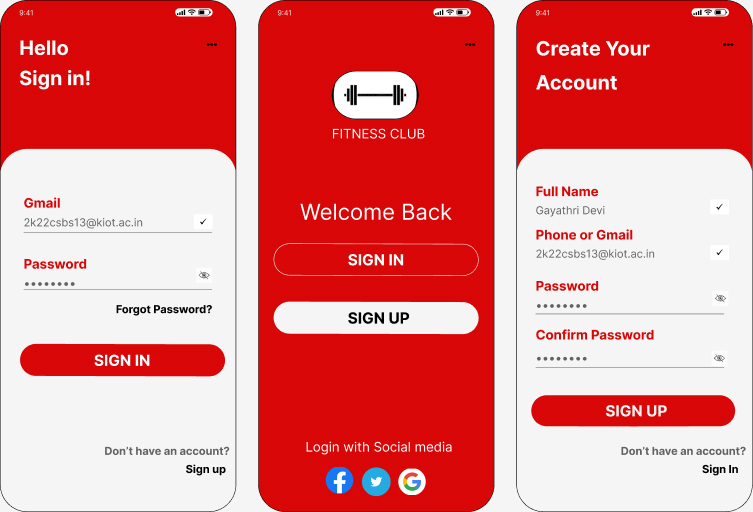 9:41
Hello
Sign in!
Gmail
2k22csbs13@kiot.ac.in
Password
Forgot Password?
SIGN IN
Don't have an account?
Sign up
9:41
FITNESS CLUB
Welcome Back
SIGN IN
SIGN UP
Login with Social media
9:41
Create Your
Account
Full Name
Gayathri Devi
Phone or Gmail
2k22csbs13@kiot.ac.in
Password
Confirm Password
SIGN UP
Don't have an account?
Sign In